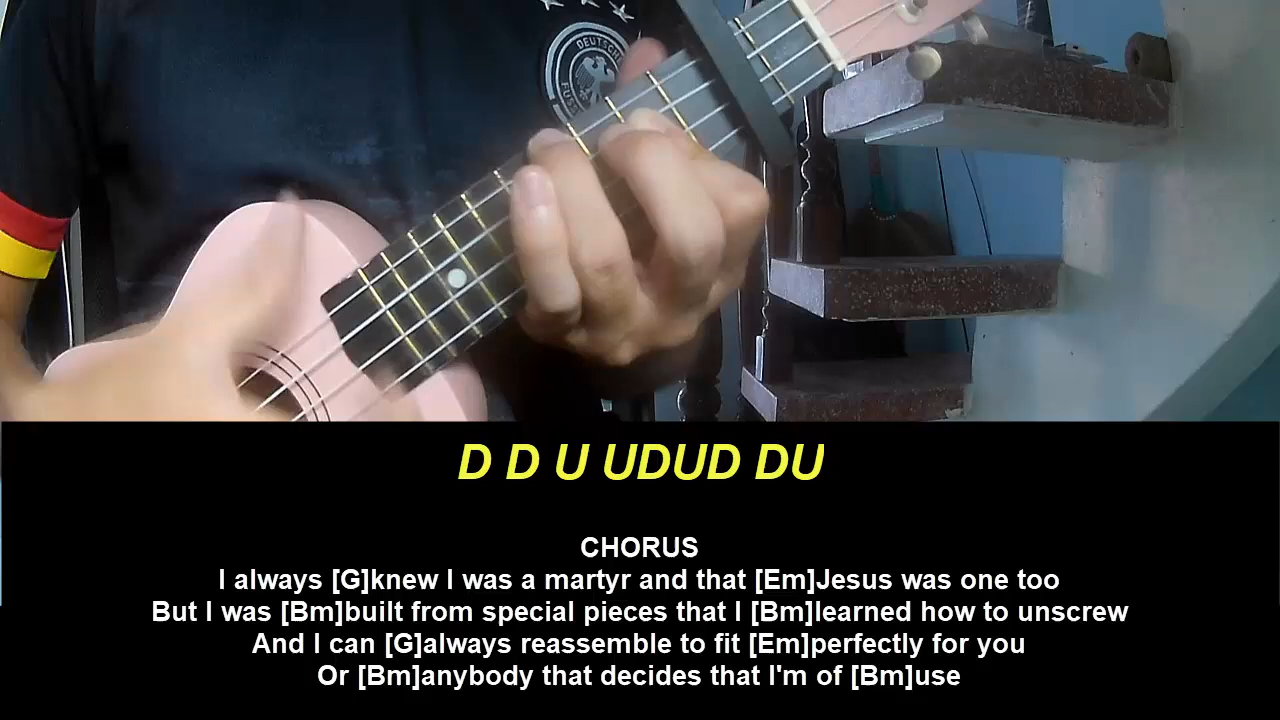 DEUTSC
FUSS
D D U UDUD DU
CHORUS
I always [G]knew I was a martyr and that [Em]Jesus was one too
But I was [Bm]built from special pieces that I [Bm]learned how to unscrew
And I can [G]always reassemble to fit [Em]perfectly for you
Or [Bm]anybody that decides that I'm of [Bm]use